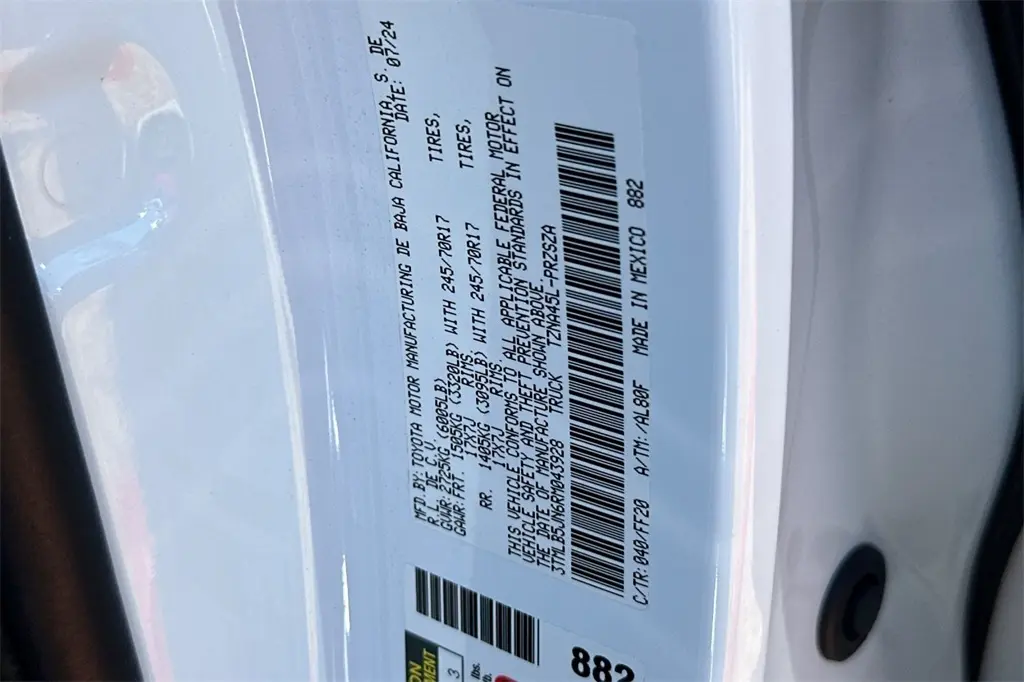 MFD BY:TOYOTA MOTOR MANUFACTURING DE BAJA CALIFORNIA, S. DE
R.L. DE C.V. DATE: 07/24
GVWR:2725KG (6005LB)
GAWR:FRT. 1505KG (3320LB) WITH 245/70R17 TIRES,
17X7J RIMS
RR. 1405KG (3095LB) WITH 245/70R17 TIRES,
17X7J RIMS
THIS VEHICLE CONFORMS TO ALL APPLICABLE FEDERAL MOTOR
VEHICLE SAFETY AND THEFT PREVENTION STANDARDS IN EFFECT ON
THE DATE OF MANUFACTURE SHOWN ABOVE.
3TMLB5JN6RM043928 TRUCK TZNA45L-PRZSZA
C/TR:040/FF20 A/TM:/AL80F MADE IN MEXICO 882
882
3
lbs.